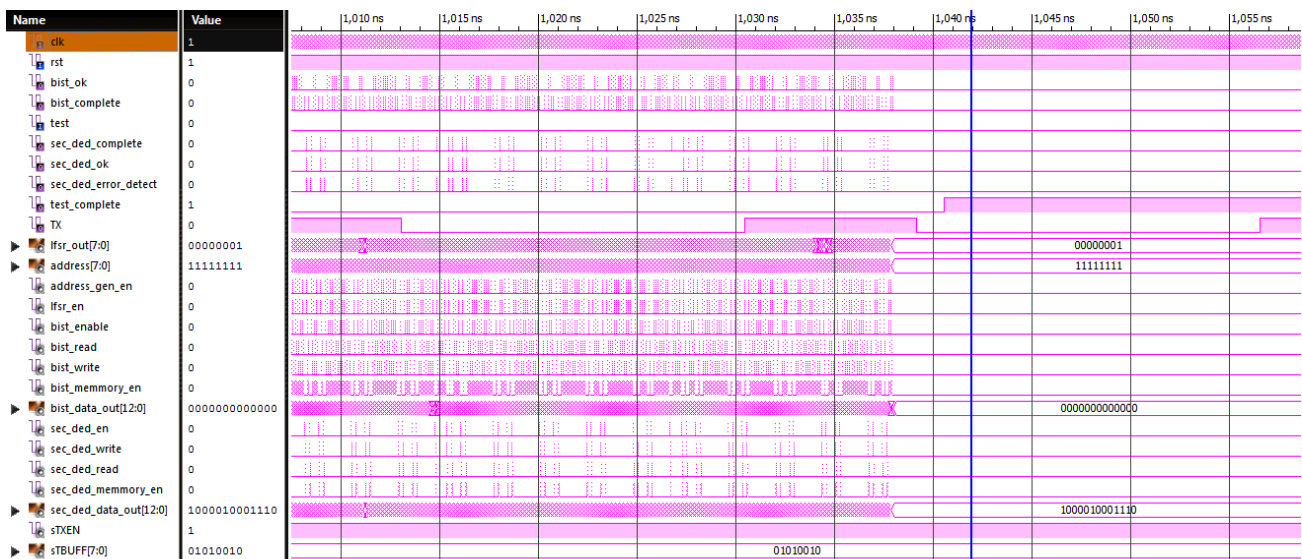 Name Value 1,010 ns 1,015 ns 1,020 ns 1,025 ns 1,030 ns 1,035 ns 1,040 ns 1,045 ns 1,050 ns 1,055 ns
clk 1
rst 1
bist_ok 0
bist_complete 0
test 0
sec_ded_complete 0
sec_ded_ok 0
sec_ded_error_detect 0
test_complete 1
TX 0
lfsr_out[7:0] 00000001 00000001
address[7:0] 11111111 11111111
address_gen_en 0
lfsr_en 0
bist_enable 0
bist_read 0
bist_write 0
bist_memmory_en 0
bist_data_out[12:0] 0000000000000 0000000000000
sec_ded_en 0
sec_ded_write 0
sec_ded_read 0
sec_ded_memmory_en 0
sec_ded_data_out[12:0] 1000010001110 1000010001110
sTXEN 1
sTBUFF[7:0] 01010010 01010010